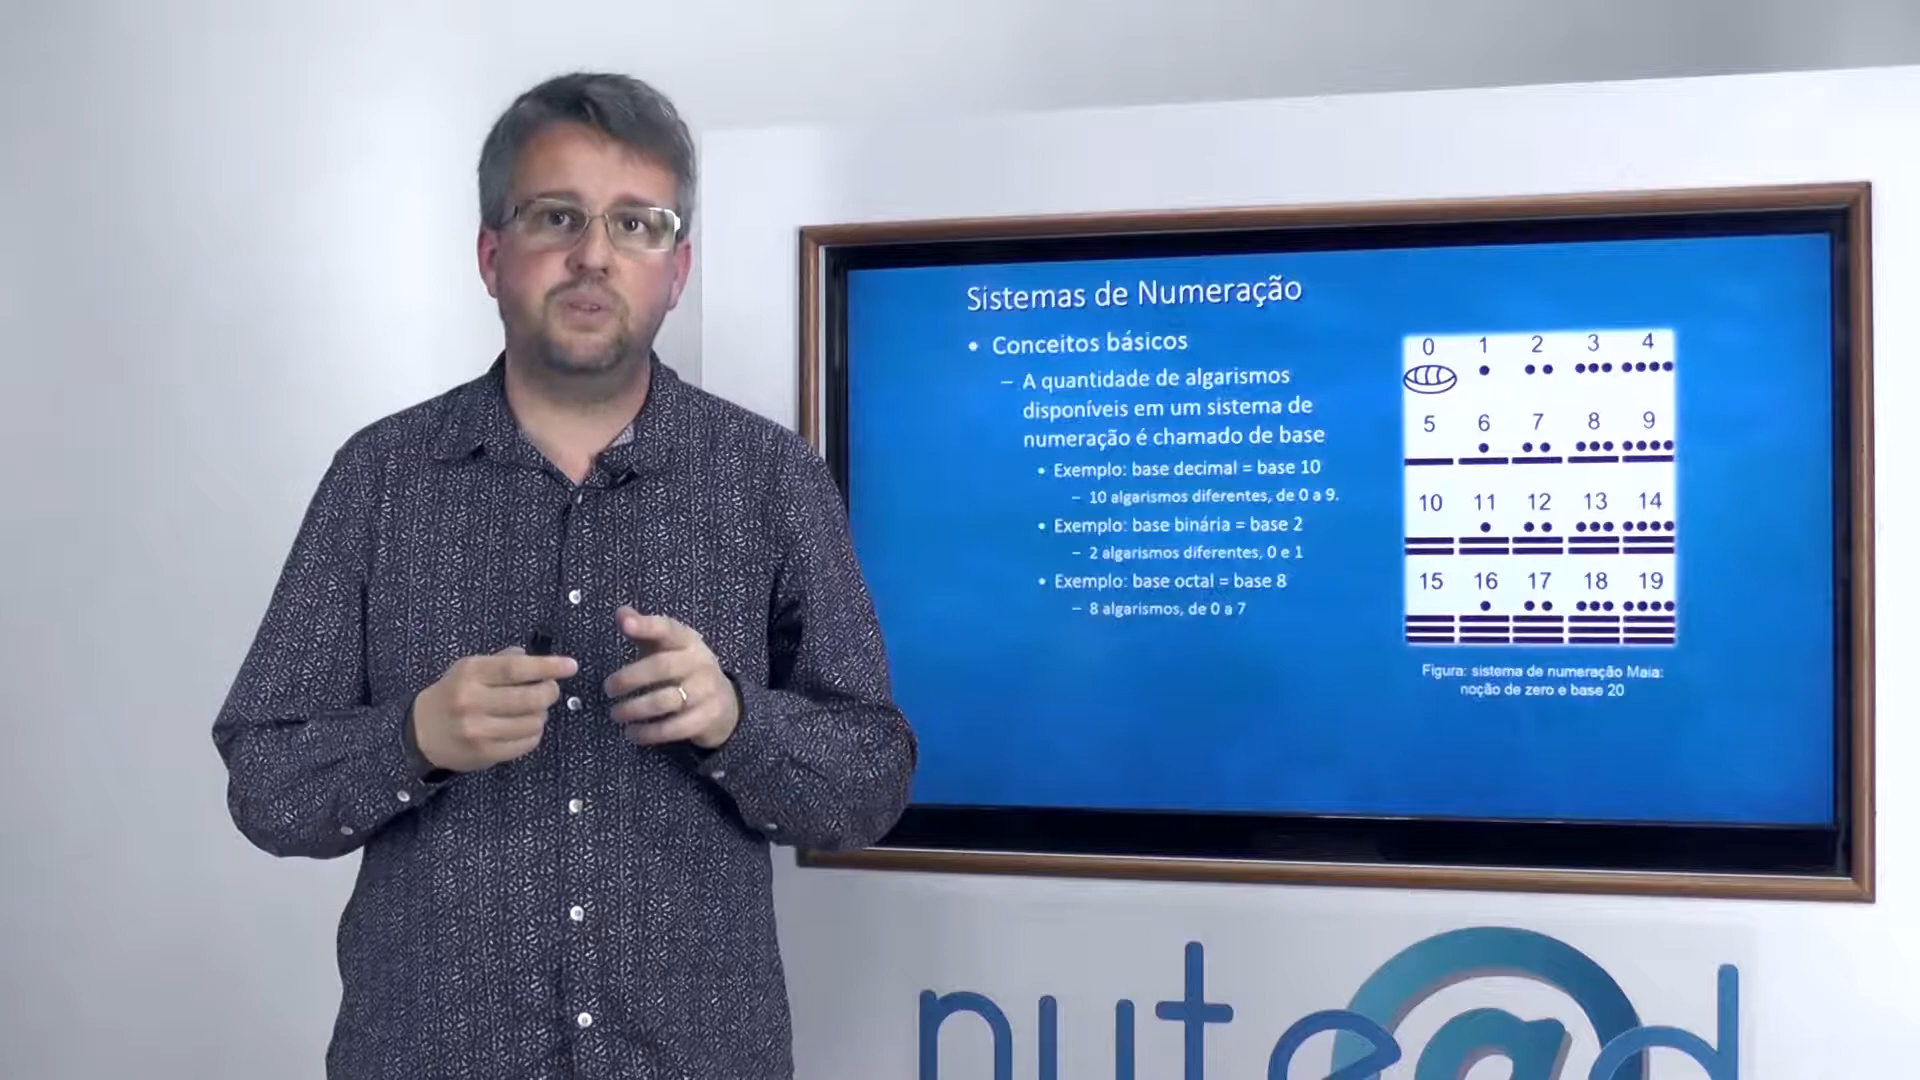 Sistemas de Numeração
• Conceitos básicos
– A quantidade de algarismos
disponíveis em um sistema de
numeração é chamado de base
• Exemplo: base decimal = base 10
– 10 algarismos diferentes, de 0 a 9.
• Exemplo: base binária = base 2
– 2 algarismos diferentes, 0 e 1
• Exemplo: base octal = base 8
– 8 algarismos, de 0 a 7
0 1 2 3 4
5 6 7 8 9
10 11 12 13 14
15 16 17 18 19
Figura: sistema de numeração Maia:
noção de zero e base 20
nute@d